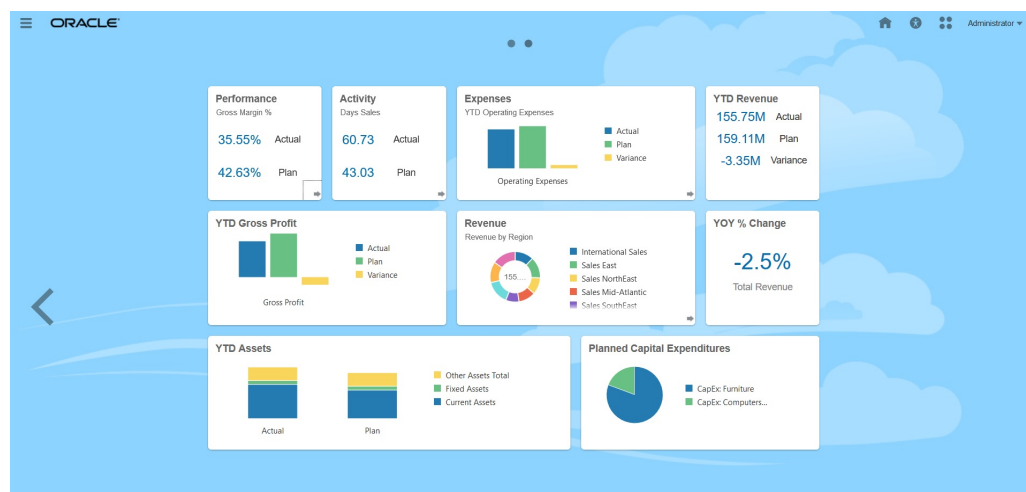 ORACLE
Administrator
Performance
Gross Margin %
35.55% Actual
42.63% Plan
Activity
Days Sales
60.73 Actual
43.03 Plan
Expenses
YTD Operating Expenses
Actual
Plan
Variance
Operating Expenses
YTD Revenue
155.75M Actual
159.11M Plan
-3.35M Variance
YTD Gross Profit
Actual
Plan
Variance
Gross Profit
Revenue
Revenue by Region
155....
International Sales
Sales East
Sales NorthEast
Sales Mid-Atlantic
Sales SouthEast
YOY % Change
-2.5%
Total Revenue
YTD Assets
Other Assets Total
Fixed Assets
Current Assets
Actual Plan
Planned Capital Expenditures
CapEx: Furniture
CapEx: Computers...